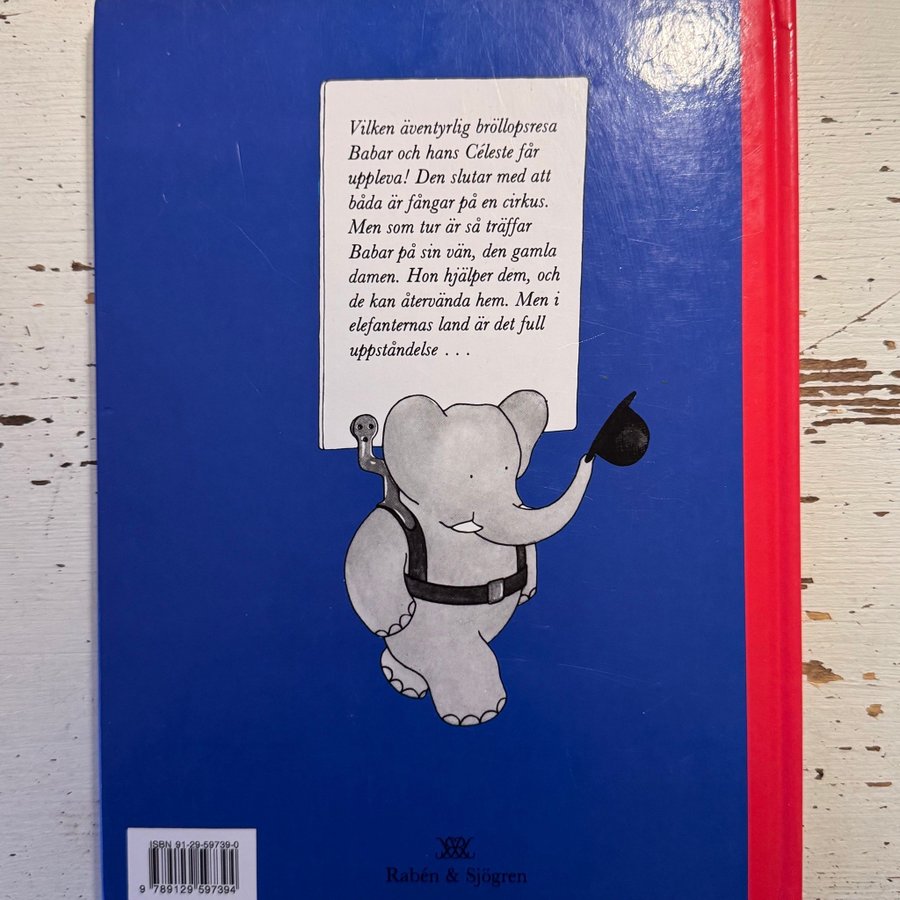 Vilken äventyrlig bröllopsresa
Babar och hans Céleste får
uppleva! Den slutar med att
båda är fångar på en cirkus.
Men som tur är så träffar
Babar på sin vän, den gamla
damen. Hon hjälper dem, och
de kan återvända hem. Men i
elefanternas land är det full
uppståndelse . . .
ISBN 91-29-59739-0
9 789129 597394
Rabén & Sjögren